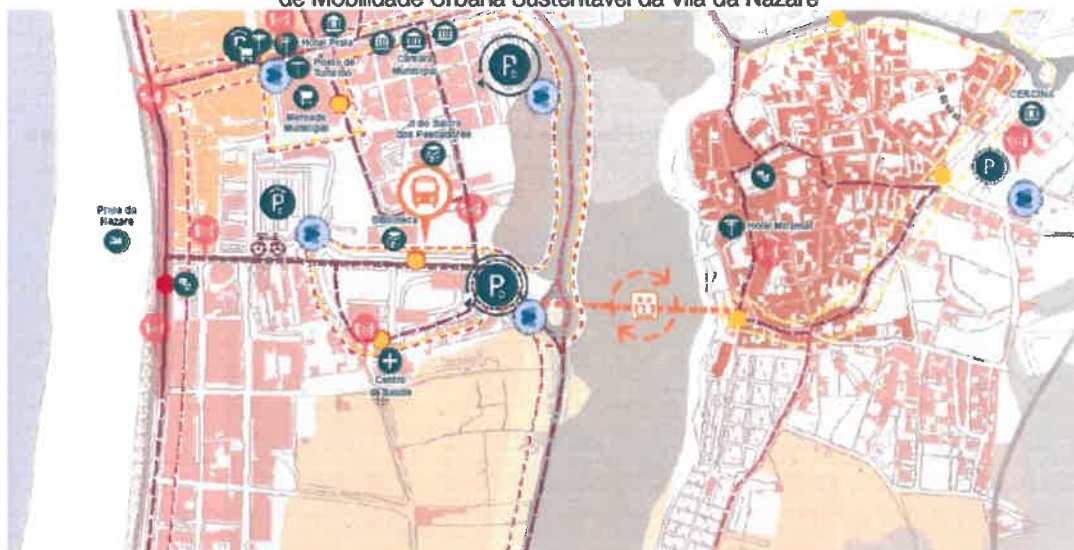 de Mobilidade Urbana Sustentável da Vila da Nazaré
Hotel Praia
Posto de
Turismo
Câmara
Municipal
Mercado
Municipal
do Bairro
dos Pescadores
Biblioteca
Praia da
Nazaré
Centro
de Saúde
CERCINA
Hotel Miramar
P
P
P
P